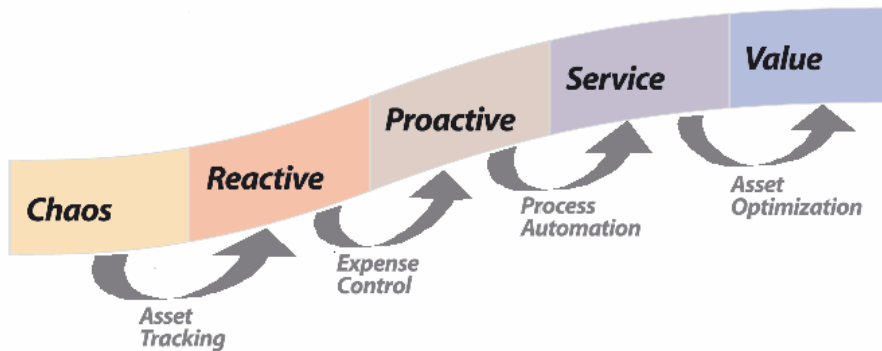 Chaos
Reactive
Proactive
Service
Value
Asset
Tracking
Expense
Control
Process
Automation
Asset
Optimization